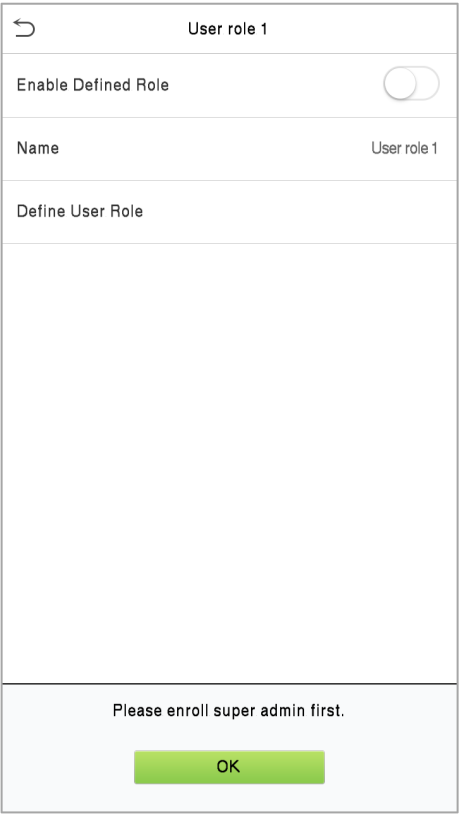 User role 1
Enable Defined Role
Name User role 1
Define User Role
Please enroll super admin first.
OK